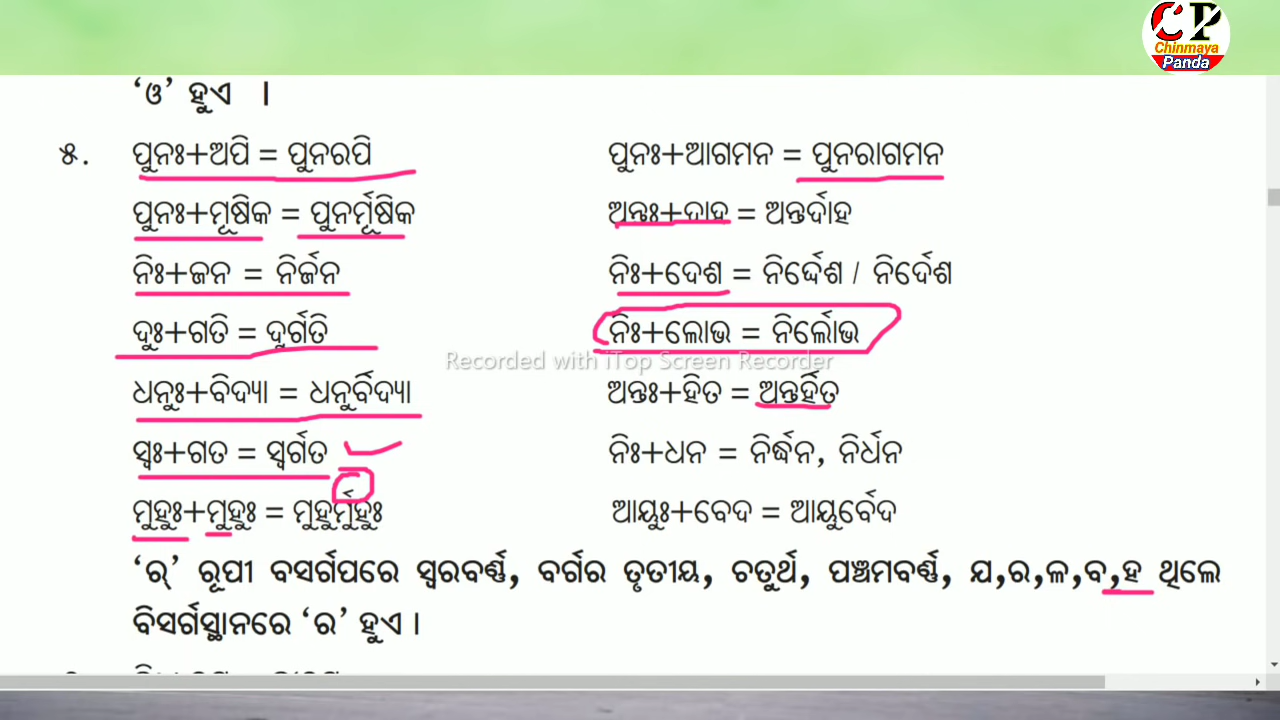 CP
Chinmaya
Panda
‘ଓ’ ହୁଏ ।
୫. ପୁନଃ+ଅପି = ପୁନରପି ପୁନଃ+ଆଗମନ = ପୁନରାଗମନ
ପୁନଃ+ମୂଷିକ = ପୁନର୍ମୂଷିକ ଅନ୍ତଃ+ଦାହ = ଅନ୍ତର୍ଦାହ
ନିଃ+ଜନ = ନିର୍ଜନ ନିଃ+ଦେଶ = ନିର୍ଦ୍ଦେଶ / ନିର୍ଦେଶ
ଦୁଃ+ଗତି = ଦୁର୍ଗତି ନିଃ+ଲୋଭ = ନିର୍ଲୋଭ
Recorded with iTop Screen Recorder
ଧନୁଃ+ବିଦ୍ୟା = ଧନୁର୍ବିଦ୍ୟା ଅନ୍ତଃ+ହିତ = ଅନ୍ତର୍ହିତ
ସ୍ୱଃ+ଗତ = ସ୍ୱର୍ଗତ ନିଃ+ଧନ = ନିର୍ଦ୍ଧନ, ନିର୍ଧନ
ମୁହୁଃ+ମୁହୁଃ = ମୁହୁର୍ମୁହୁଃ ଆୟୁଃ+ବେଦ = ଆୟୁର୍ବେଦ
‘ର୍’ ରୂପୀ ବସର୍ଗପରେ ସ୍ୱରବର୍ଣ୍ଣ, ବର୍ଗର ତୃତୀୟ, ଚତୁର୍ଥ, ପଞ୍ଚମବର୍ଣ୍ଣ, ଯ,ର,ଳ,ବ,ହ ଥିଲେ
ବିସର୍ଗସ୍ଥାନରେ ‘ର’ ହୁଏ ।